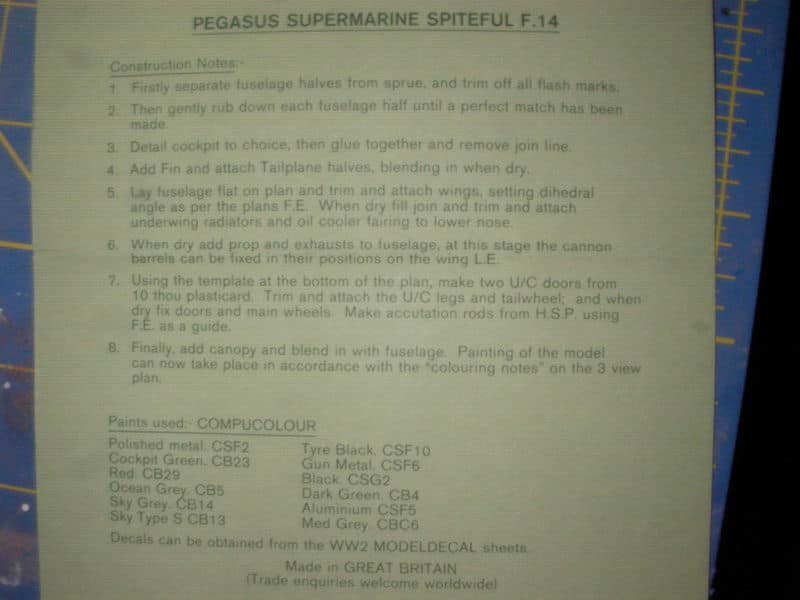 PEGASUS SUPERMARINE SPITEFUL F.14
Construction Notes:-
1. Firstly separate fuselage halves from sprue, and trim off all flash marks.
2. Then gently rub down each fuselage half until a perfect match has been
made.
3. Detail cockpit to choice, then glue together and remove join line.
4. Add Fin and attach Tailplane halves, blending in when dry.
5. Lay fuselage flat on plan and trim and attach wings, setting dihedral
angle as per the plans F.E. When dry fill join and trim and attach
underwing radiators and oil cooler fairing to lower nose.
6. When dry add prop and exhausts to fuselage, at this stage the cannon
barrels can be fixed in their positions on the wing L.E.
7. Using the template at the bottom of the plan, make two U/C doors from
10 thou plasticard. Trim and attach the U/C legs and tailwheel; and when
dry fix doors and main wheels. Make accutation rods from H.S.P. using
F.E. as a guide.
8. Finally, add canopy and blend in with fuselage. Painting of the model
can now take place in accordance with the "colouring notes" on the 3 view
plan.
Paints used:- COMPUCOLOUR
Polished metal. CSF2
Cockpit Green. CB23
Red. CB29
Ocean Grey. CB5
Sky Grey. CB14
Sky Type S CB13
Tyre Black. CSF10
Gun Metal. CSF6
Black. CSG2
Dark Green. CB4
Aluminium CSF5
Med Grey. CBC6
Decals can be obtained from the WW2 MODELDECAL sheets.
Made in GREAT BRITAIN
(Trade enquiries welcome worldwide)